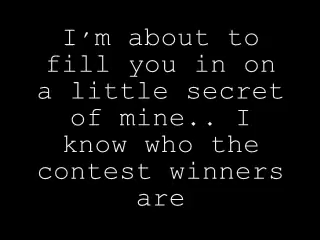 I'm about to
fill you in on
a little secret
of mine.. I
know who the
contest winners
are